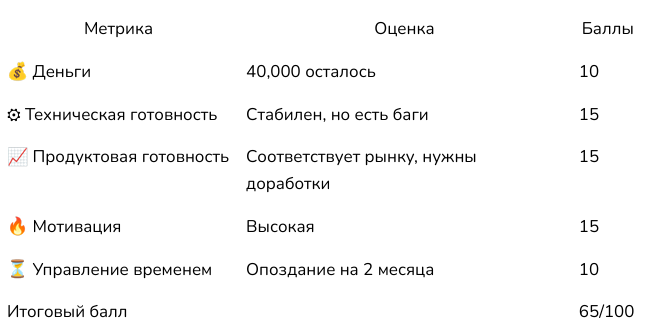 Метрика Оценка Баллы
💰 Деньги 40,000 осталось 10
⚙ Техническая готовность Стабилен, но есть баги 15
📈 Продуктовая готовность Соответствует рынку, нужны 15
доработки
🔥 Мотивация Высокая 15
⏳ Управление временем Опоздание на 2 месяца 10
Итоговый балл 65/100